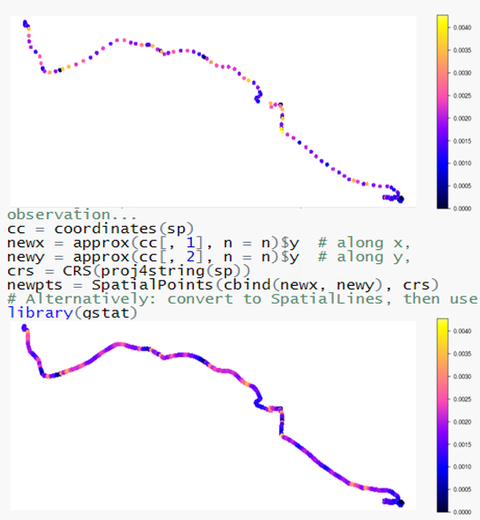 0.0040
0.0035
0.0030
0.0025
0.0020
0.0015
0.0010
0.0005
0.0000
observation...
cc = coordinates(sp)
newx = approx(cc[, 1], n = n)$y  # along x,
newy = approx(cc[, 2], n = n)$y  # along y,
crs = CRS(proj4string(sp))
newpts = SpatialPoints(cbind(newx, newy), crs)
# Alternatively: convert to SpatialLines, then use
library(gstat)
0.0040
0.0035
0.0030
0.0025
0.0020
0.0015
0.0010
0.0005
0.0000